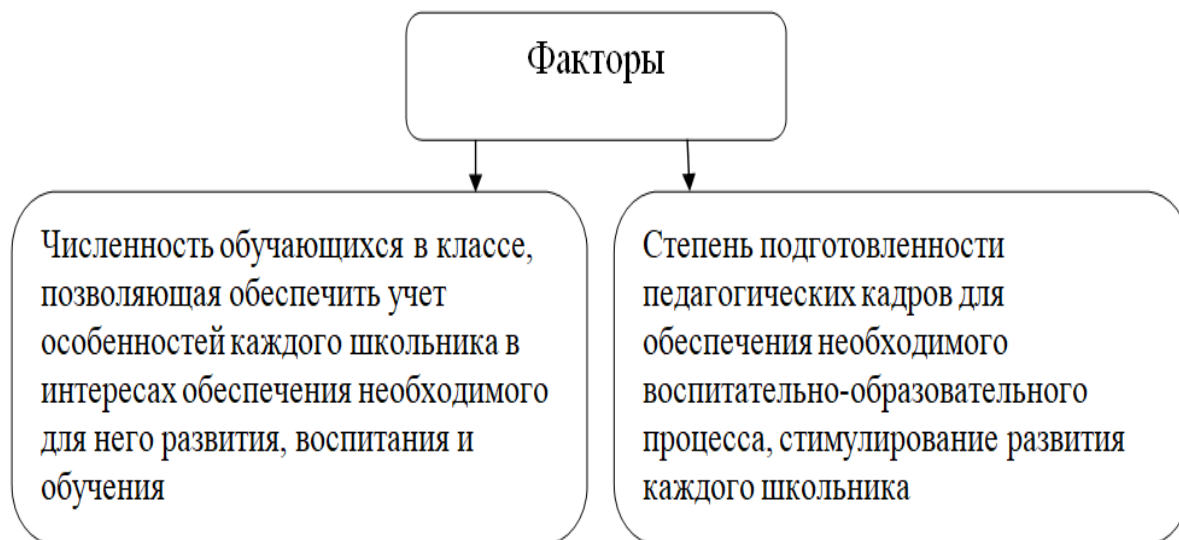 Факторы
Численность обучающихся в классе,
позволяющая обеспечить учет
особенностей каждого школьника в
интересах обеспечения необходимого
для него развития, воспитания и
обучения
Степень подготовленности
педагогических кадров для
обеспечения необходимого
воспитательно-образовательного
процесса, стимулирование развития
каждого школьника